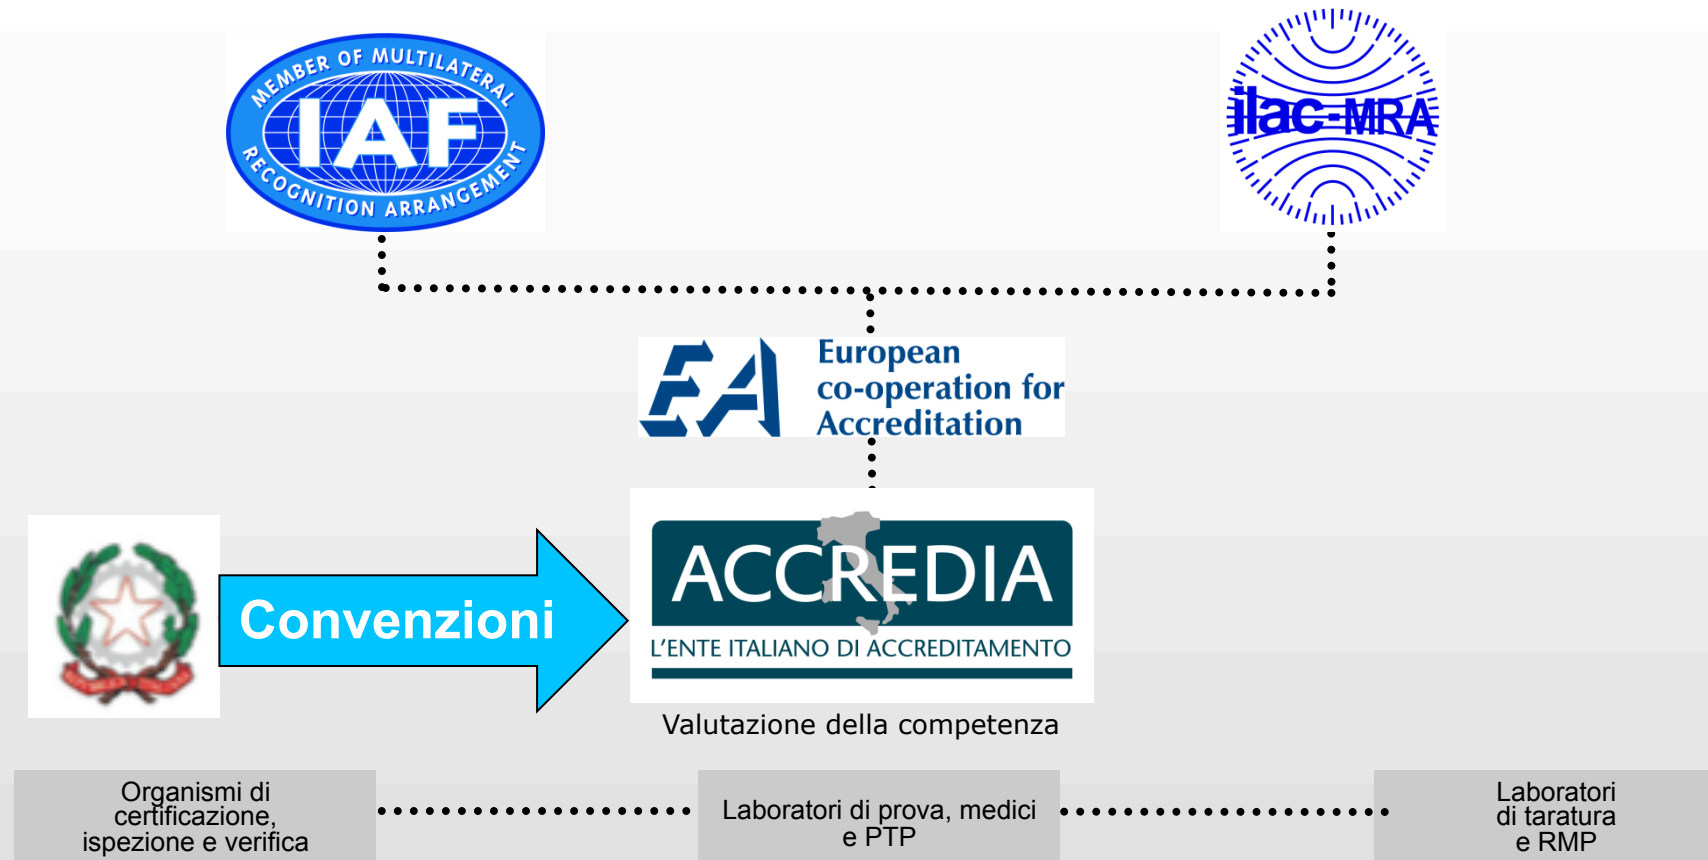 MEMBER OF MULTILATERAL
IAF
RECOGNITION ARRANGEMENT
ilac-MRA
EA
European
co-operation for
Accreditation
Convenzioni
ACCREDIA
L'ENTE ITALIANO DI ACCREDITAMENTO
Valutazione della competenza
Organismi di
certificazione,
ispezione e verifica
Laboratori di prova, medici
e PTP
Laboratori
di taratura
e RMP